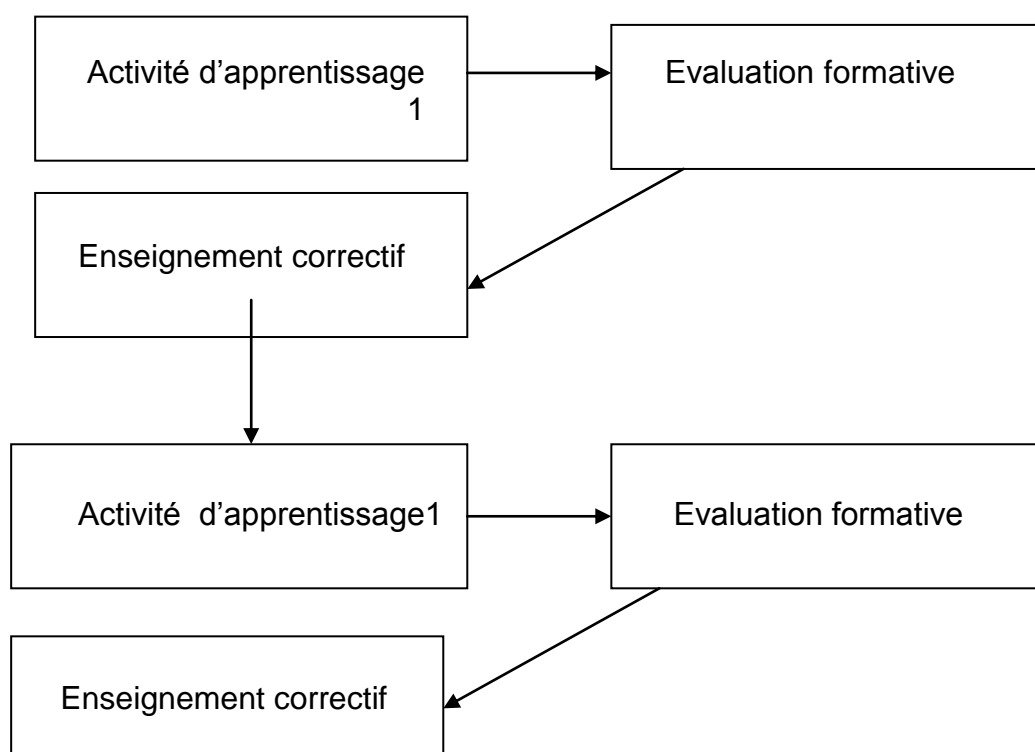 Activité d’apprentissage
1
Evaluation formative
Enseignement correctif
Activité  d’apprentissage1
Evaluation formative
Enseignement correctif